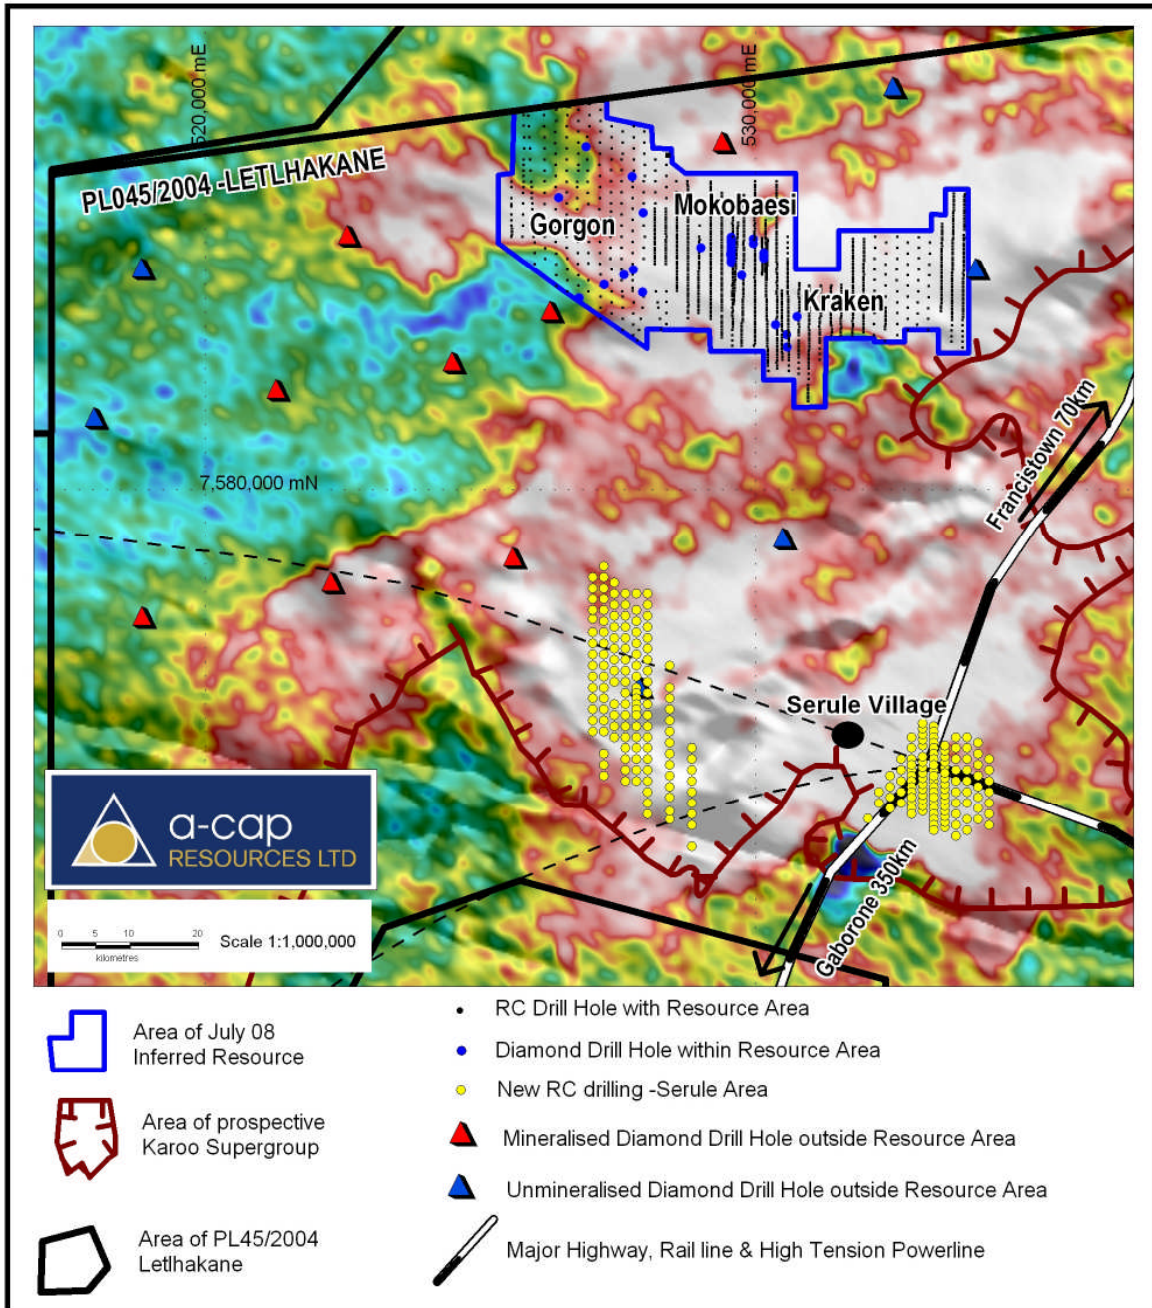 520,000 mE
530,000 mE
PL045/2004 -LETLHAKANE
Gorgon
Mokobaesi
Kraken
Francistown 70km
7,580,000 mN
Serule Village
Gaborone 350km
a-cap
RESOURCES LTD
0 5 10 20
kilometres
Scale 1:1,000,000
Area of July 08
Inferred Resource
Area of prospective
Karoo Supergroup
Area of PL45/2004
Letlhakane
RC Drill Hole with Resource Area
Diamond Drill Hole within Resource Area
New RC drilling -Serule Area
Mineralised Diamond Drill Hole outside Resource Area
Unmineralised Diamond Drill Hole outside Resource Area
Major Highway, Rail line & High Tension Powerline